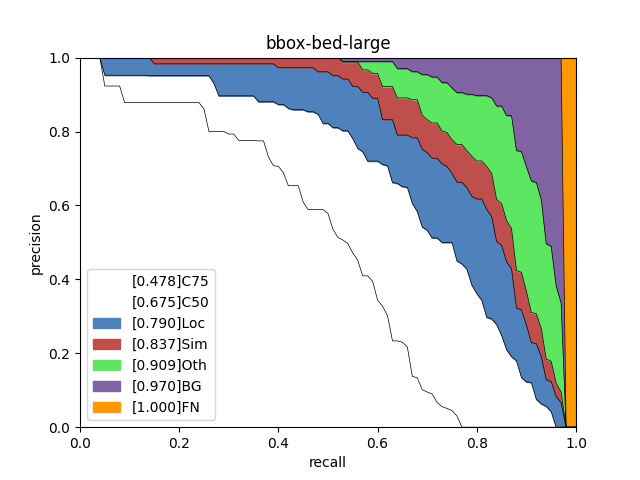 bbox-bed-large
1.0
0.8
0.6
0.4
0.2
0.0
precision
[0.478]C75
[0.675]C50
[0.790]Loc
[0.837]Sim
[0.909]Oth
[0.970]BG
[1.000]FN
0.0 0.2 0.4 0.6 0.8 1.0
recall